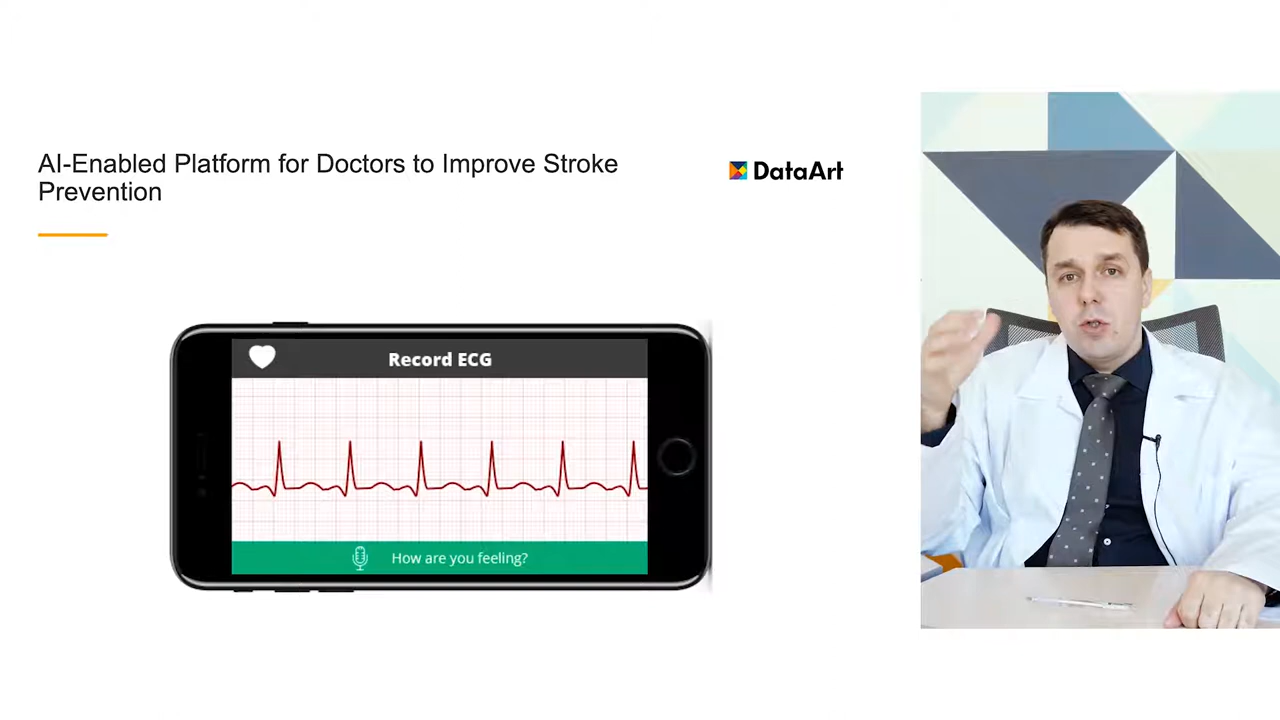 AI-Enabled Platform for Doctors to Improve Stroke
Prevention
DataArt
Record ECG
How are you feeling?